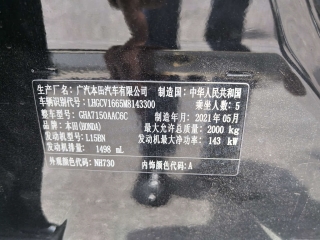 生产厂名：广汽本田汽车有限公司 制造国：中华人民共和国
车辆识别代号：LHGCV1665M8143300 乘坐人数：5
整车型号：GHA7150AAC6C 制造年月：2021年05月
品牌：本田(HONDA) 最大允许总质量：2000 kg
发动机型号：L15BN 发动机最大净功率：143 kW
发动机排量：1498 mL
外观颜色代码：NH730 内饰颜色代码：A